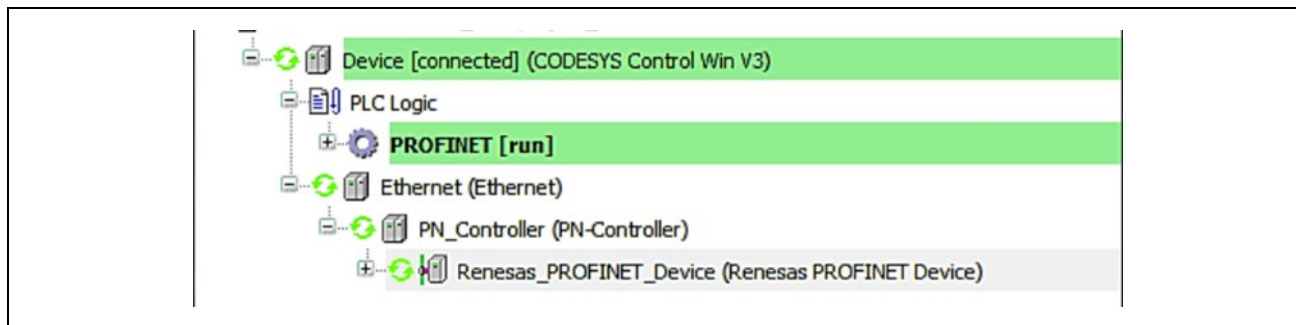 Device [connected] (CODESYS Control Win V3)
PLC Logic
PROFINET [run]
Ethernet (Ethernet)
PN_Controller (PN-Controller)
Renesas_PROFINET_Device (Renesas PROFINET Device)